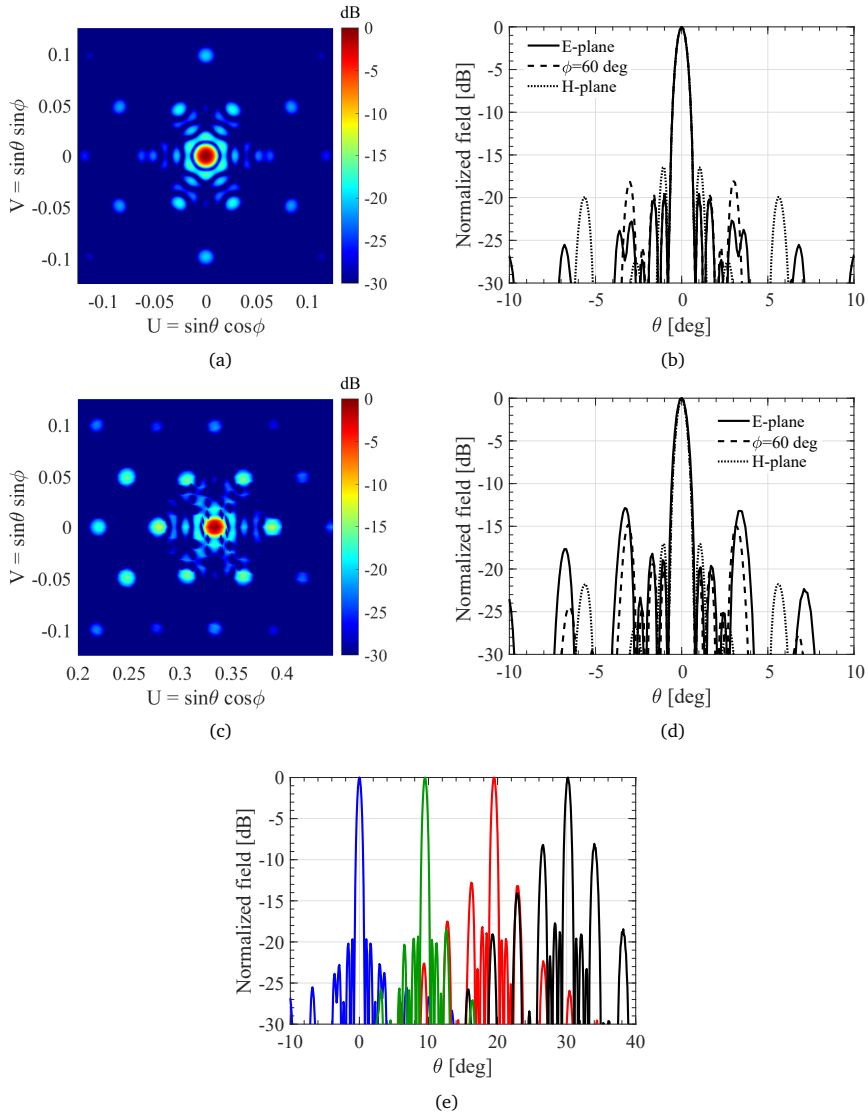 dB
0.1
0.05
0
-0.05
-0.1
V = sinθ sinϕ
-0.1 -0.05 0 0.05 0.1
U = sinθ cosϕ
0
-5
-10
-15
-20
-25
-30
(a)
0
-5
-10
-15
-20
-25
-30
Normalized field [dB]
E-plane
ϕ=60 deg
H-plane
-10 -5 0 5 10
θ [deg]
(b)
dB
0.1
0.05
0
-0.05
-0.1
V = sinθ sinϕ
0.2 0.25 0.3 0.35 0.4
U = sinθ cosϕ
0
-5
-10
-15
-20
-25
-30
(c)
0
-5
-10
-15
-20
-25
-30
Normalized field [dB]
E-plane
ϕ=60 deg
H-plane
-10 -5 0 5 10
θ [deg]
(d)
0
-5
-10
-15
-20
-25
-30
Normalized field [dB]
-10 0 10 20 30 40
θ [deg]
(e)